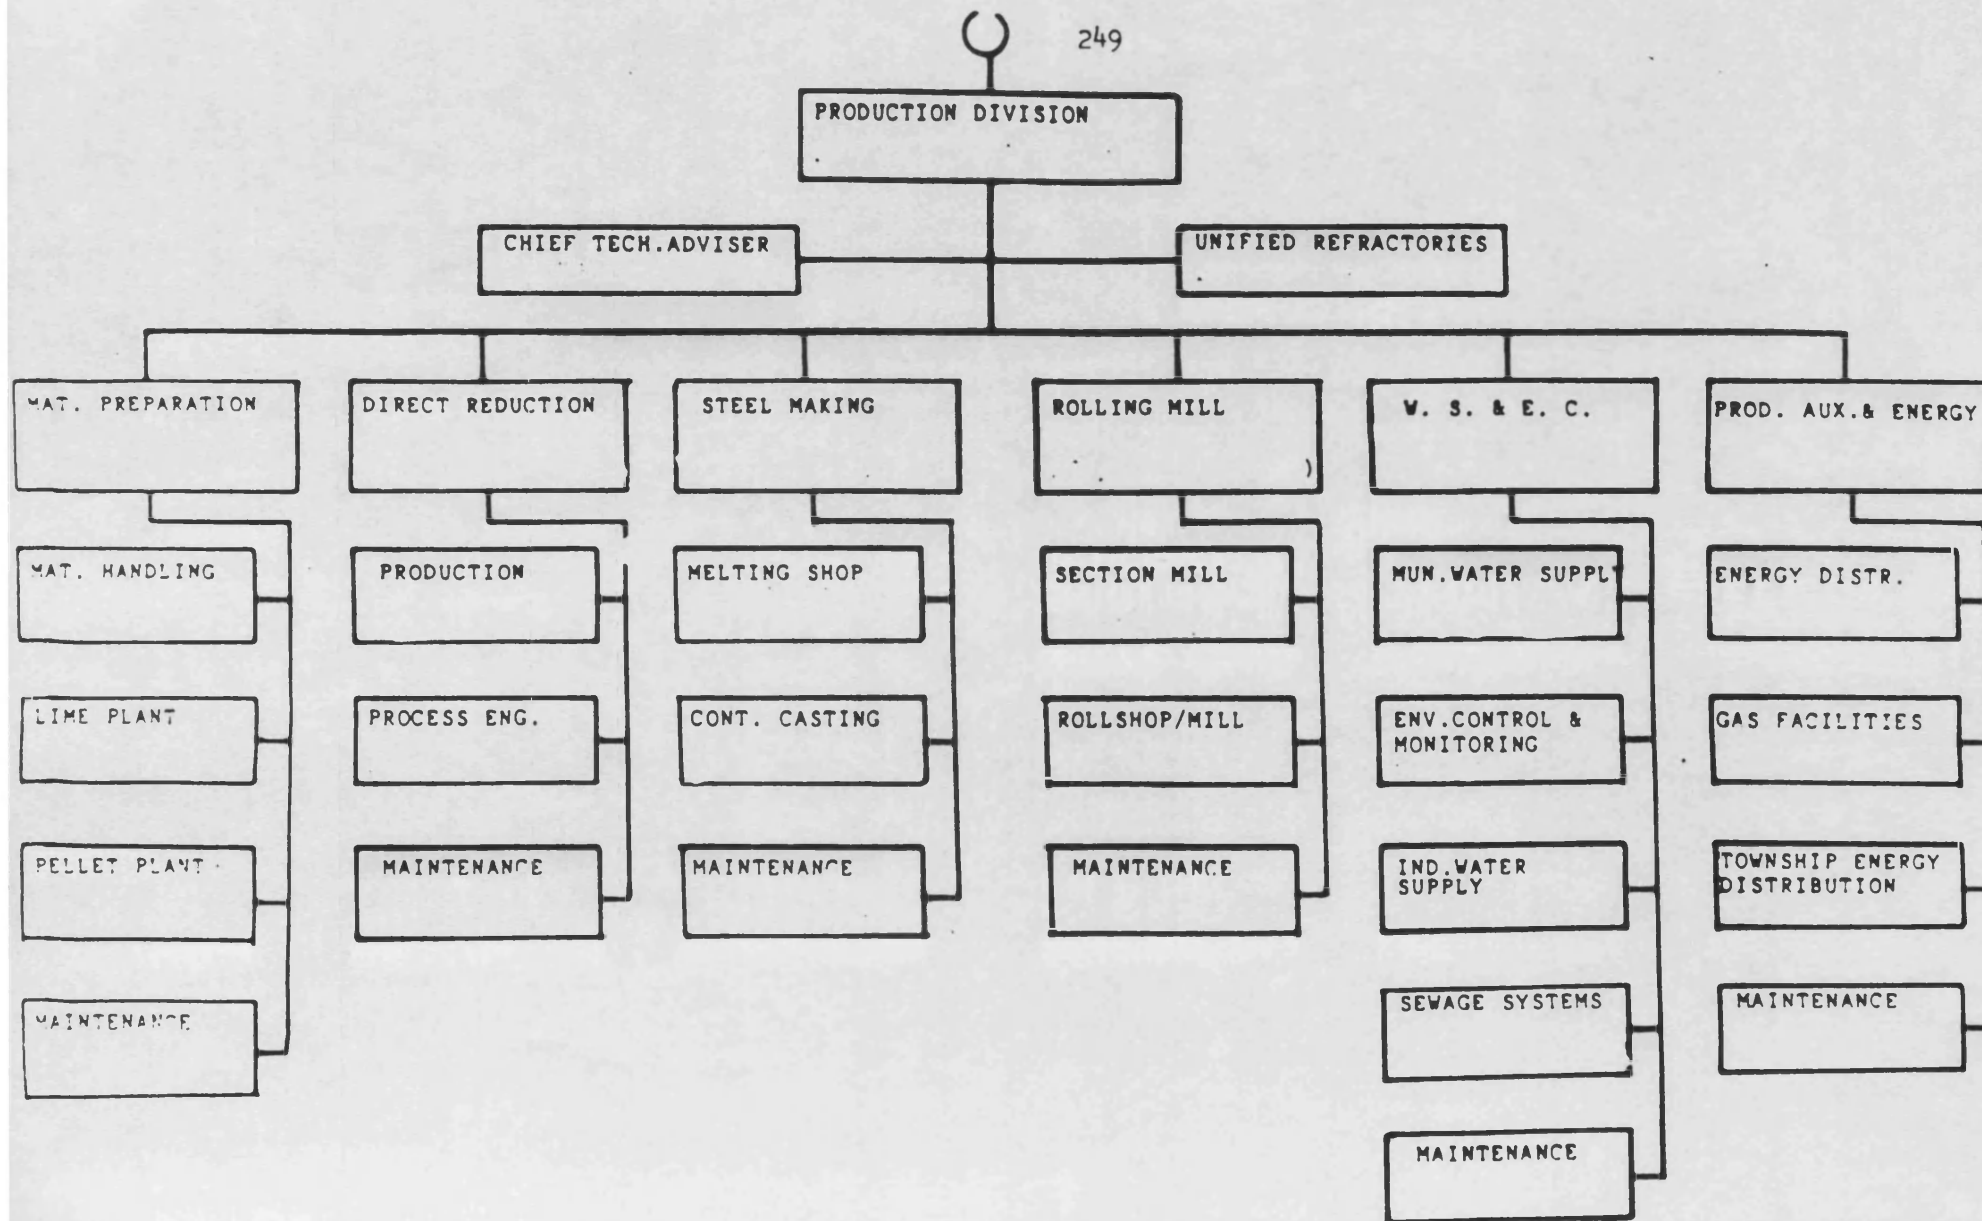 249
PRODUCTION DIVISION
CHIEF TECH.ADVISER
UNIFIED REFRACTORIES
MAT. PREPARATION
DIRECT REDUCTION
STEEL MAKING
ROLLING MILL
W. S. & E. C.
PROD. AUX.& ENERGY
MAT. HANDLING
PRODUCTION
MELTING SHOP
SECTION MILL
MUN.WATER SUPPLY
ENERGY DISTR.
LIME PLANT
PROCESS ENG.
CONT. CASTING
ROLLSHOP/MILL
ENV.CONTROL &
MONITORING
GAS FACILITIES
PELLET PLANT
MAINTENANCE
MAINTENANCE
MAINTENANCE
IND.WATER
SUPPLY
TOWNSHIP ENERGY
DISTRIBUTION
MAINTENANCE
SEWAGE SYSTEMS
MAINTENANCE
MAINTENANCE